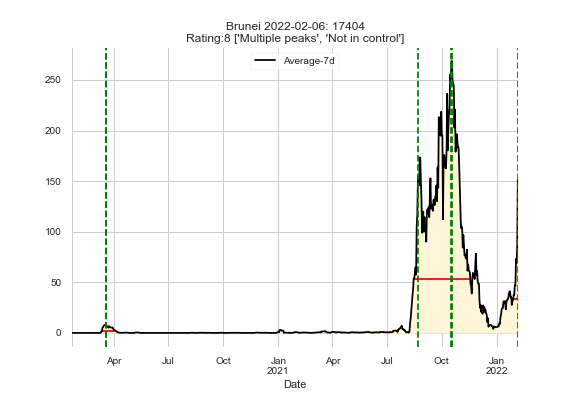 Brunei 2022-02-06: 17404
Rating:8 ['Multiple peaks', 'Not in control']
Average-7d
250
200
150
100
50
0
Apr
Jul
Oct
Jan
2021
Apr
Jul
Oct
Jan
2022
Date